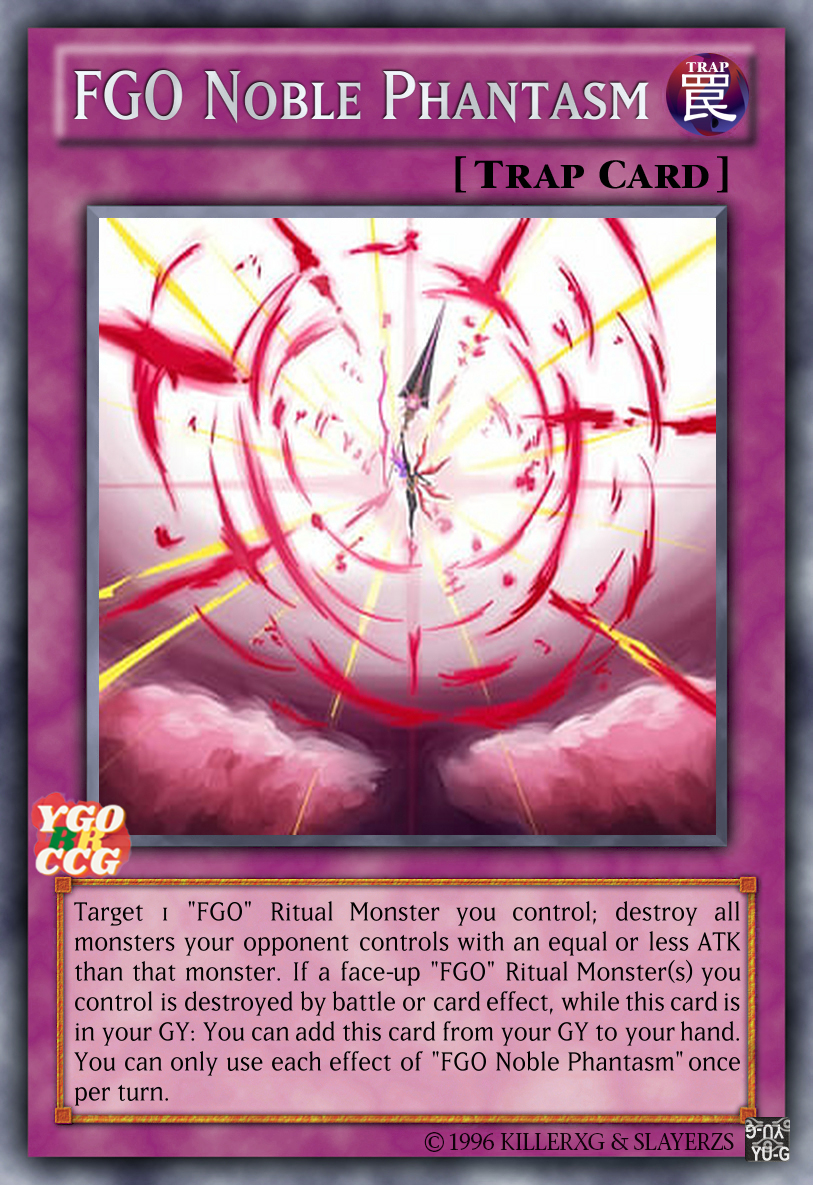 FGO Noble Phantasm
TRAP
罠
[Trap Card]
YGO
BR
CCG
Target 1 "FGO" Ritual Monster you control; destroy all
monsters your opponent controls with an equal or less ATK
than that monster. If a face-up "FGO" Ritual Monster(s) you
control is destroyed by battle or card effect, while this card is
in your GY: You can add this card from your GY to your hand.
You can only use each effect of "FGO Noble Phantasm" once
per turn.
© 1996 KILLERXG & SLAYERZS
YU-G
YU-G